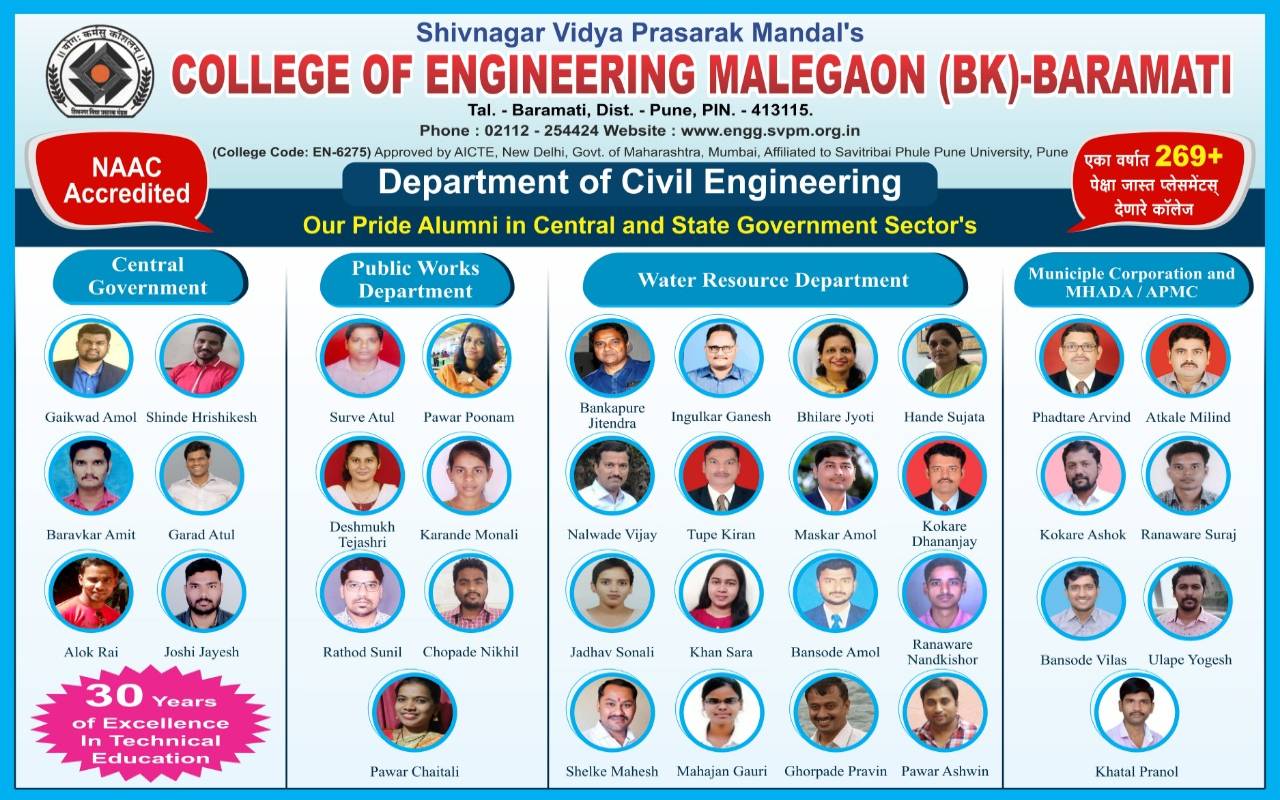 ॥ योगः कर्मसु कौशलम् ॥
Shivnagar Vidya Prasarak Mandal's
COLLEGE OF ENGINEERING MALEGAON (BK)-BARAMATI
Tal. - Baramati, Dist. - Pune, PIN. - 413115.
Phone : 02112 - 254424 Website : www.engg.svpm.org.in
(College Code: EN-6275) Approved by AICTE, New Delhi, Govt. of Maharashtra, Mumbai, Affiliated to Savitribai Phule Pune University, Pune
NAAC
Accredited
एका वर्षात 269+
पेक्षा जास्त प्लेसमेंटस्
देणारे कॉलेज
Department of Civil Engineering
Our Pride Alumni in Central and State Government Sector's
Central
Government
Gaikwad Amol Shinde Hrishikesh
Baravkar Amit Garad Atul
Alok Rai Joshi Jayesh
30 Years
of Excellence
In Technical
Education
Public Works
Department
Surve Atul Pawar Poonam
Deshmukh
Tejashri
Karande Monali
Rathod Sunil Chopade Nikhil
Pawar Chaitali
Water Resource Department
Bankapure
Jitendra
Ingulkar Ganesh Bhilare Jyoti Hande Sujata
Nalwade Vijay Tupe Kiran Maskar Amol
Kokare
Dhananjay
Jadhav Sonali Khan Sara Bansode Amol
Ranaware
Nandkishor
Shelke Mahesh Mahajan Gauri Ghorpade Pravin Pawar Ashwin
Municiple Corporation and
MHADA / APMC
Phadtare Arvind Atkale Milind
Kokare Ashok Ranaware Suraj
Bansode Vilas Ulape Yogesh
Khatal Pranol